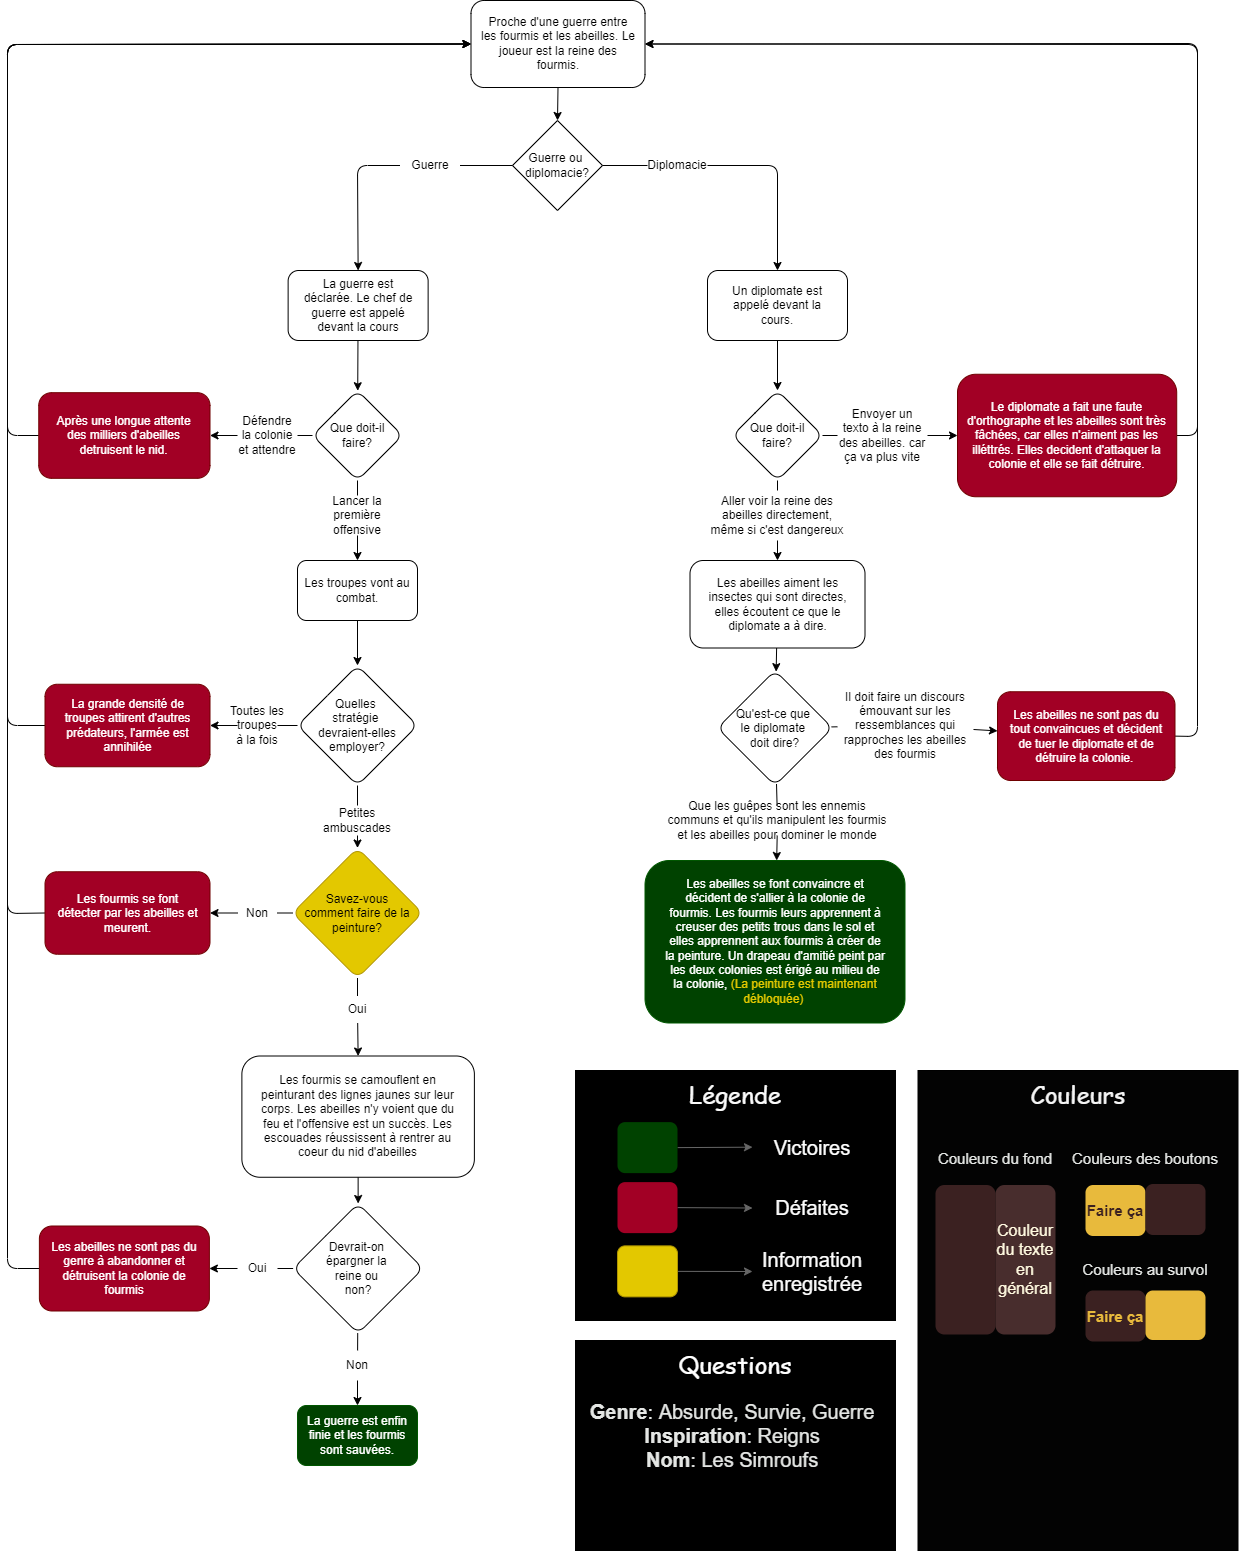 Proche d'une guerre entre
les fourmis et les abeilles. Le
joueur est la reine des
fourmis.
Guerre ou
diplomacie?
Guerre
Diplomacie
La guerre est
déclarée. Le chef de
guerre est appelé
devant la cours
Un diplomate est
appelé devant la
cours.
Après une longue attente
des milliers d'abeilles
detruisent le nid.
Défendre
la colonie
et attendre
Que doit-il
faire?
Que doit-il
faire?
Envoyer un
texto à la reine
des abeilles. car
ça va plus vite
Le diplomate a fait une faute
d'orthographe et les abeilles sont très
fâchées, car elles n'aiment pas les
illéttrés. Elles decident d'attaquer la
colonie et elle se fait détruire.
Lancer la
première
offensive
Aller voir la reine des
abeilles directement,
même si c'est dangereux
Les troupes vont au
combat.
Les abeilles aiment les
insectes qui sont directes,
elles écoutent ce que le
diplomate a à dire.
La grande densité de
troupes attirent d'autres
prédateurs, l'armée est
annihilée
Toutes les
troupes
à la fois
Quelles
stratégie
devraient-elles
employer?
Qu'est-ce que
le diplomate
doit dire?
Il doit faire un discours
émouvant sur les
ressemblances qui
rapproches les abeilles
des fourmis
Les abeilles ne sont pas du
tout convaincues et décident
de tuer le diplomate et de
détruire la colonie.
Petites
ambuscades
Que les guêpes sont les ennemis
communs et qu'ils manipulent les fourmis
et les abeilles pour dominer le monde
Les fourmis se font
détecter par les abeilles et
meurent.
Non
Savez-vous
comment faire de la
peinture?
Les abeilles se font convaincre et
décident de s'allier à la colonie de
fourmis. Les fourmis leurs apprennent à
creuser des petits trous dans le sol et
elles apprennent aux fourmis à créer de
la peinture. Un drapeau d'amitié peint par
les deux colonies est érigé au milieu de
la colonie, (La peinture est maintenant
débloquée)
Oui
Les fourmis se camouflent en
peinturant des lignes jaunes sur leur
corps. Les abeilles n'y voient que du
feu et l'offensive est un succès. Les
escouades réussissent à rentrer au
coeur du nid d'abeilles
Les abeilles ne sont pas du
genre à abandonner et
détruisent la colonie de
fourmis
Oui
Devrait-on
épargner la
reine ou
non?
Non
La guerre est enfin
finie et les fourmis
sont sauvées.
Légende
Victoires
Défaites
Information
enregistrée
Questions
Genre: Absurde, Survie, Guerre
Inspiration: Reigns
Nom: Les Simroufs
Couleurs
Couleurs du fond
Couleurs des boutons
Couleur
du texte
en
général
Faire ça
Couleurs au survol
Faire ça